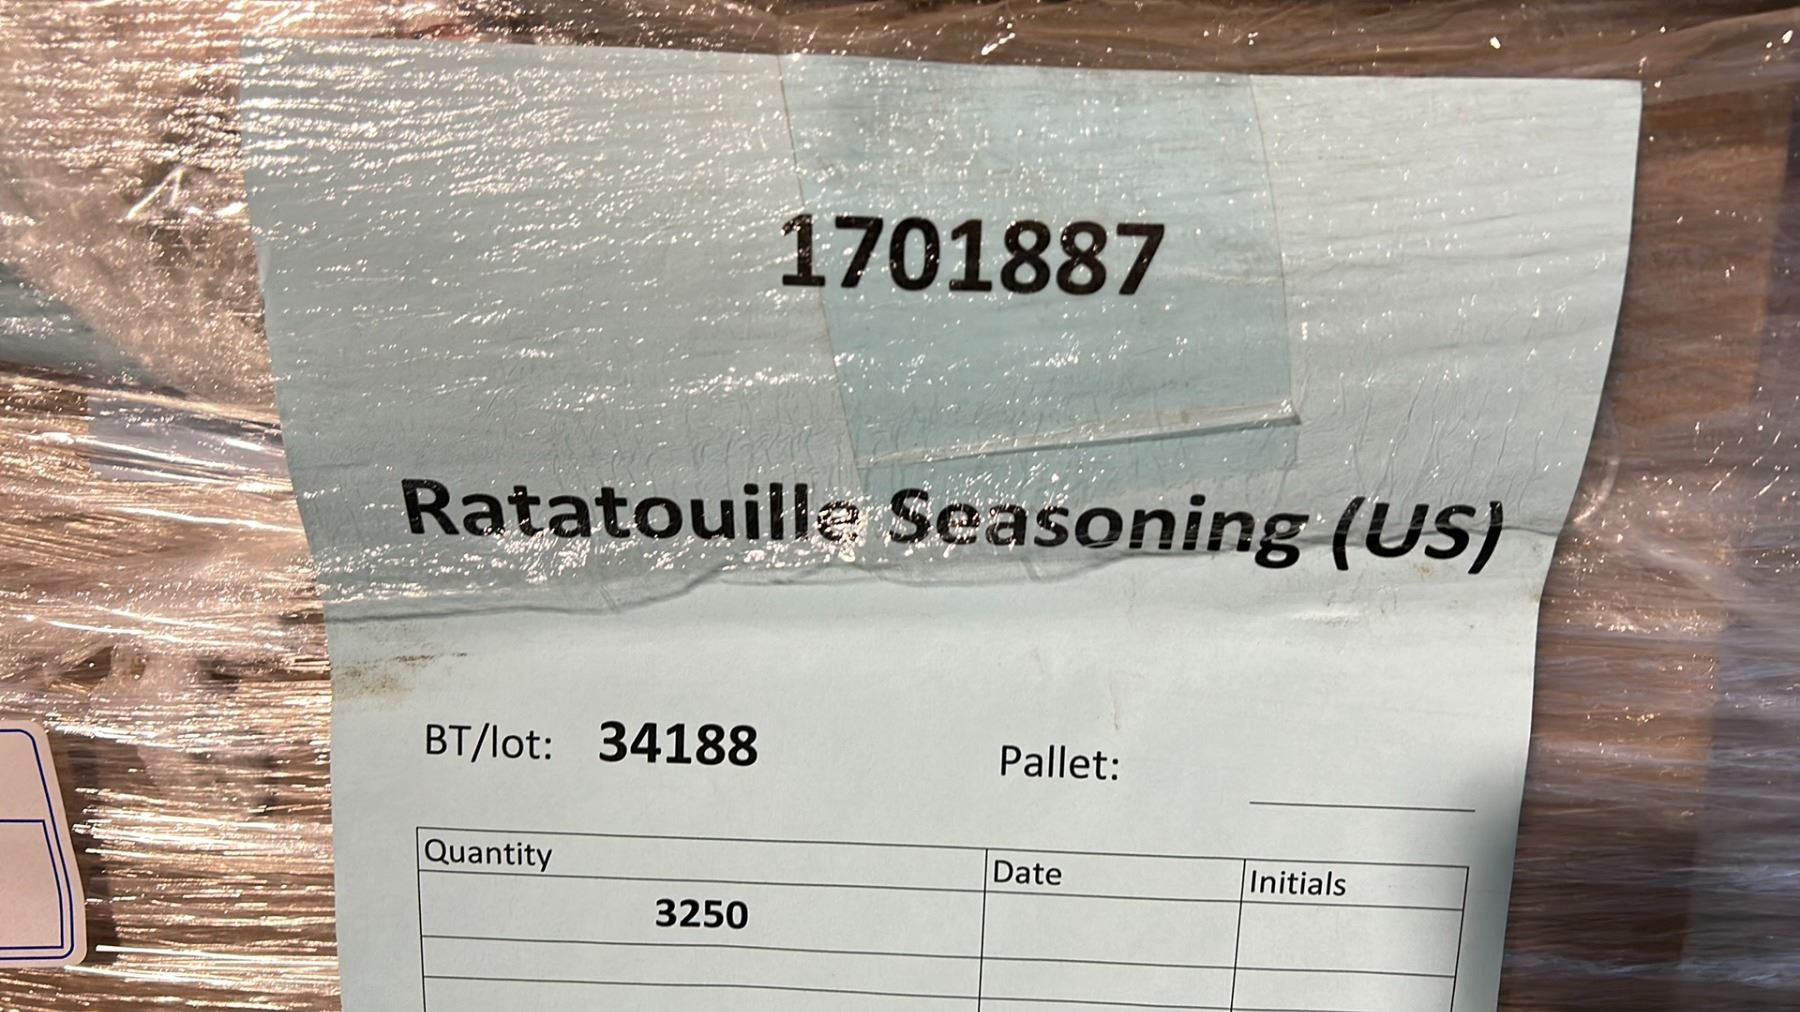 1701887
Ratatouille Seasoning (US)
BT/lot: 34188 Pallet:
Quantity Date Initials
3250